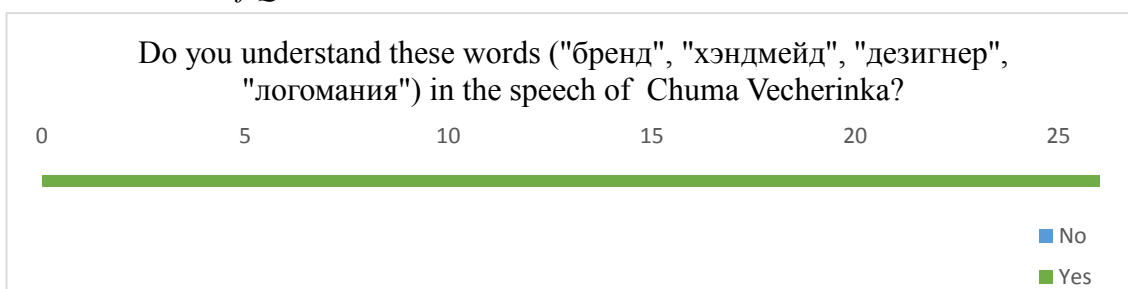 Do you understand these words ("бренд", "хэндмейд", "дезигнер",
"логомания") in the speech of Chuma Vecherinka?
0 5 10 15 20 25
No
Yes